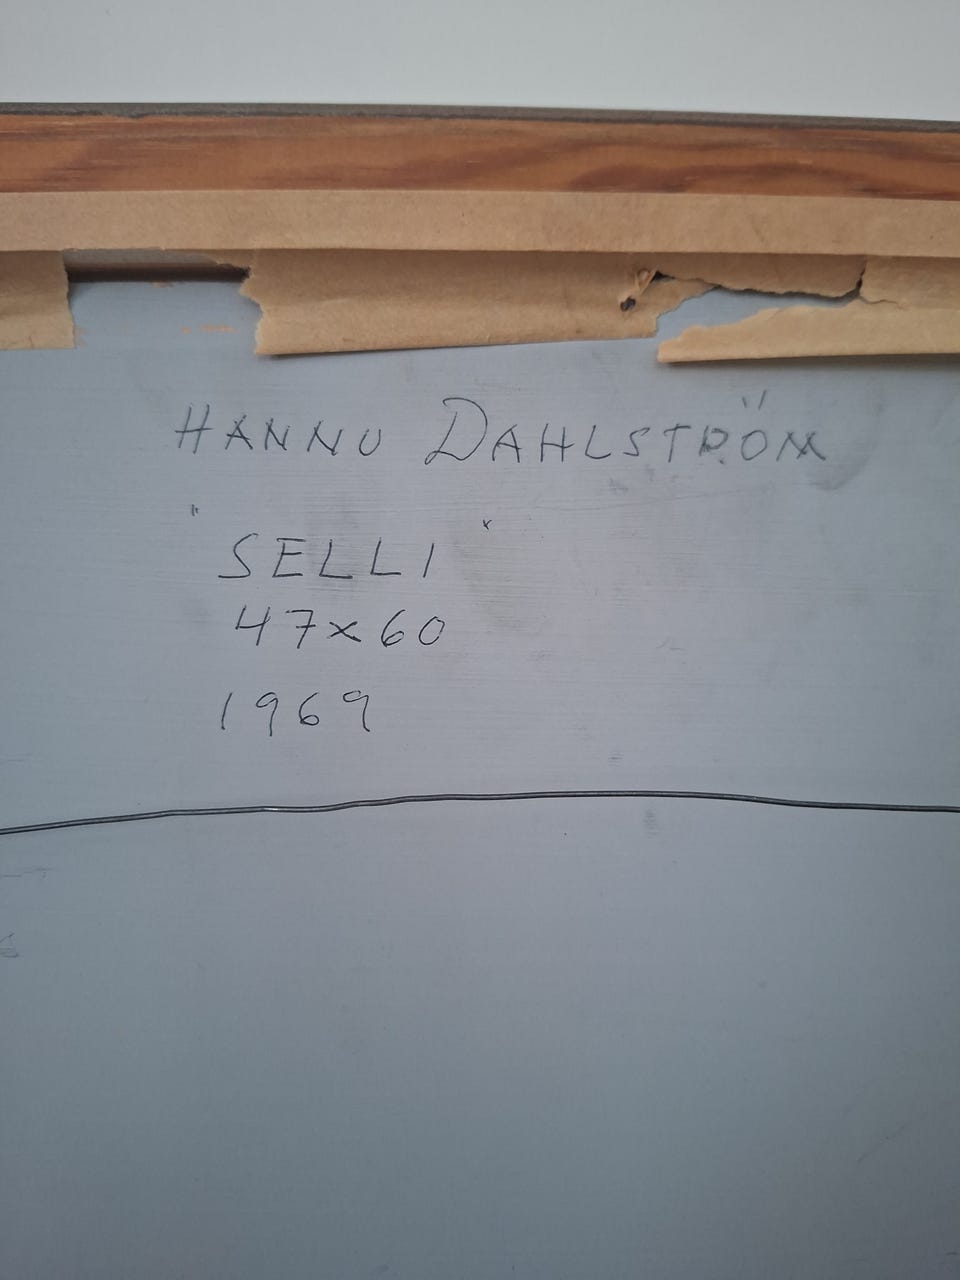 HANNU DAHLSTRÖM
"SELLI"
47x60
1969